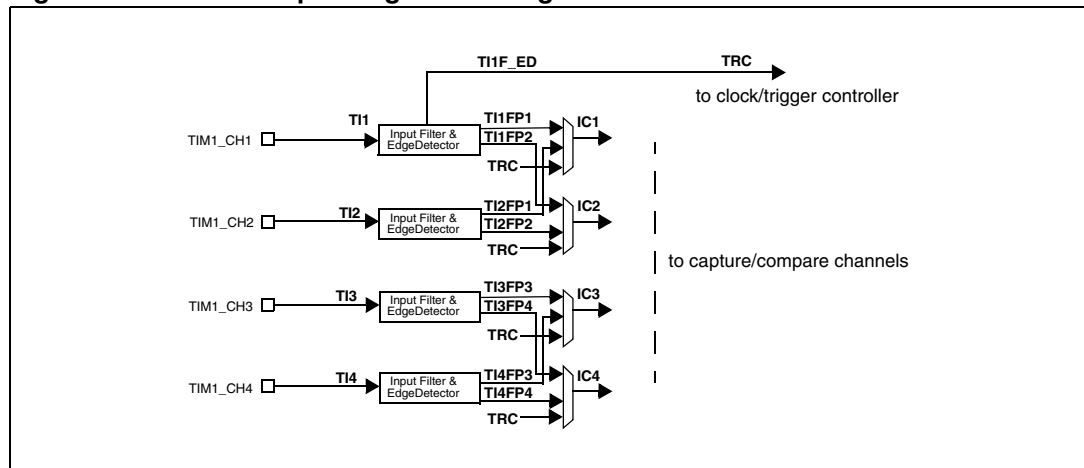 TI1F_ED
TRC
to clock/trigger controller
TI1
TIM1_CH1
Input Filter &
EdgeDetector
TI1FP1
TI1FP2
TRC
IC1
TI2
TIM1_CH2
Input Filter &
EdgeDetector
TI2FP1
TI2FP2
TRC
IC2
to capture/compare channels
TI3
TIM1_CH3
Input Filter &
EdgeDetector
TI3FP3
TI3FP4
TRC
IC3
TI4
TIM1_CH4
Input Filter &
EdgeDetector
TI4FP3
TI4FP4
TRC
IC4